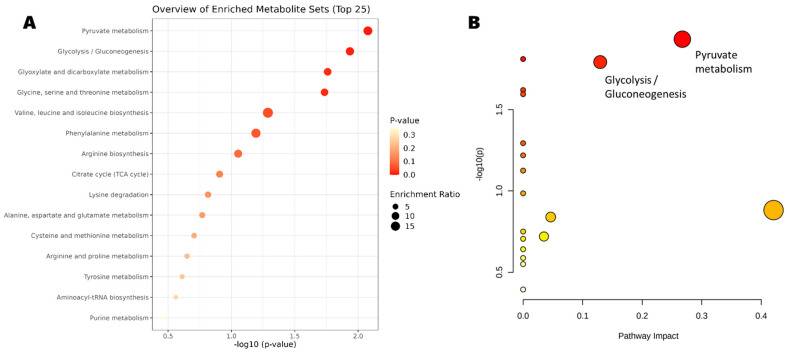 A
Overview of Enriched Metabolite Sets (Top 25)
Pyruvate metabolism
Glycolysis / Gluconeogenesis
Glyoxylate and dicarboxylate metabolism
Glycine, serine and threonine metabolism
Valine, leucine and isoleucine biosynthesis
Phenylalanine metabolism
Arginine biosynthesis
Citrate cycle (TCA cycle)
Lysine degradation
Alanine, aspartate and glutamate metabolism
Cysteine and methionine metabolism
Arginine and proline metabolism
Tyrosine metabolism
Aminoacyl-tRNA biosynthesis
Purine metabolism
0.5 1.0 1.5 2.0
-log10 (p-value)
P-value
0.3
0.2
0.1
0.0
Enrichment Ratio
5
10
15
B
Pyruvate
metabolism
Glycolysis /
Gluconeogenesis
-log10(p)
1.5
1.0
0.5
0.0 0.1 0.2 0.3 0.4
Pathway Impact